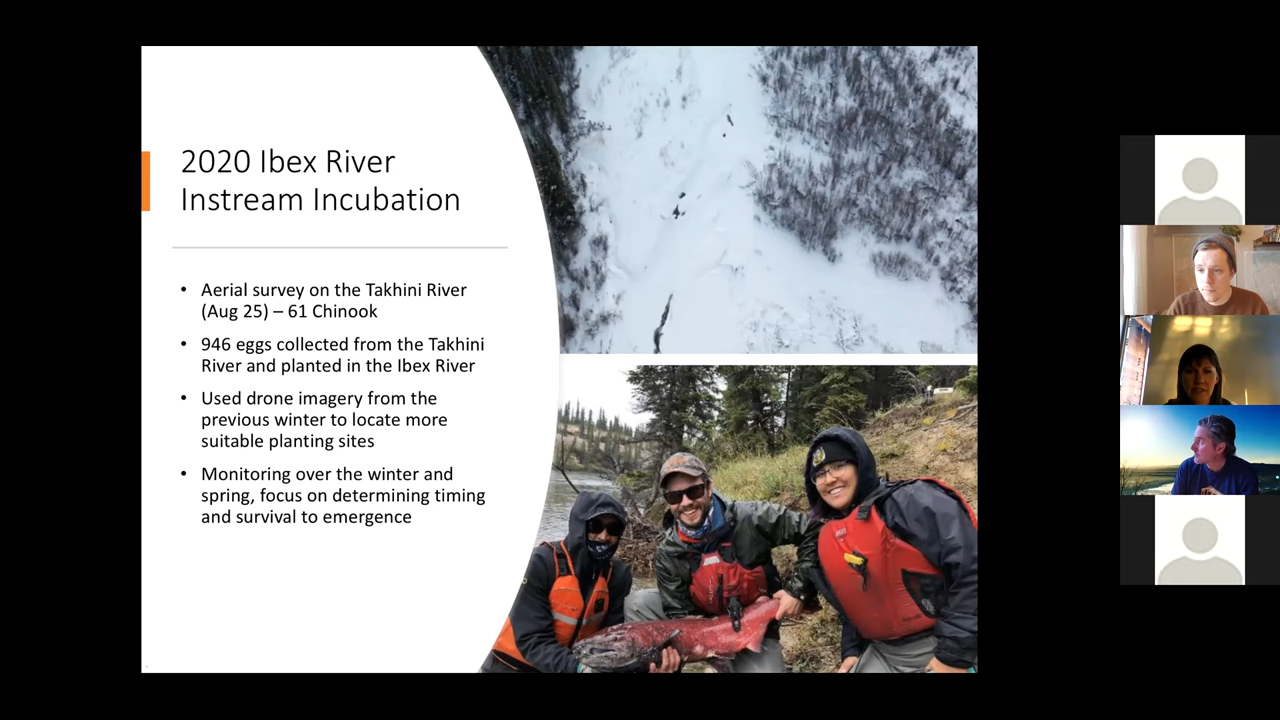 2020 Ibex River
Instream Incubation
• Aerial survey on the Takhini River
(Aug 25) – 61 Chinook
• 946 eggs collected from the Takhini
River and planted in the Ibex River
• Used drone imagery from the
previous winter to locate more
suitable planting sites
• Monitoring over the winter and
spring, focus on determining timing
and survival to emergence